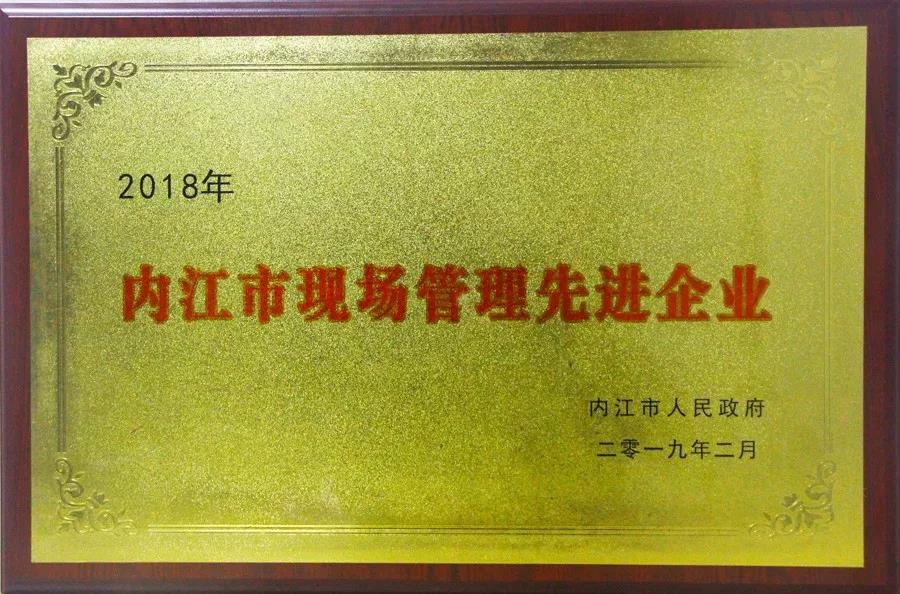 2018年
内江市现场管理先进企业
内江市人民政府
二零一九年二月